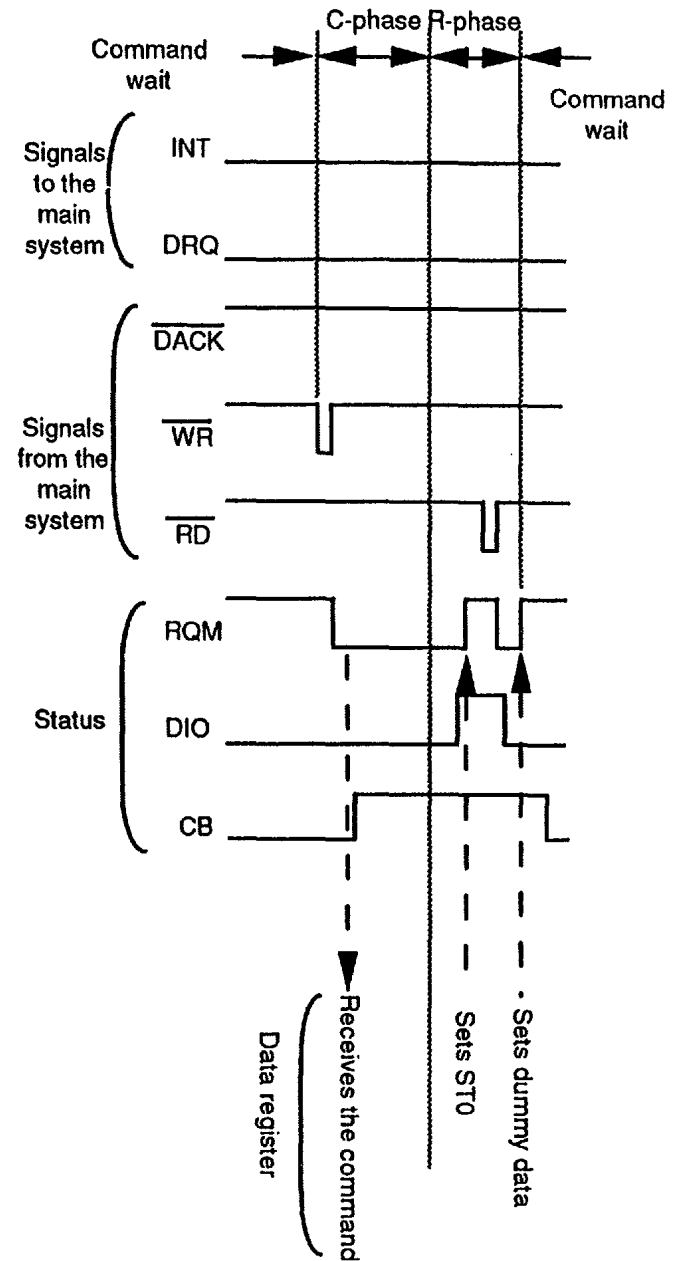 C-phase R-phase
Command
wait
Command
wait
Signals
to the
main
system
INT
DRQ
DACK
Signals
from the
main
system
WR
RD
Status
RQM
DIO
CB
Data register
Receives the command
Sets ST0
Sets dummy data